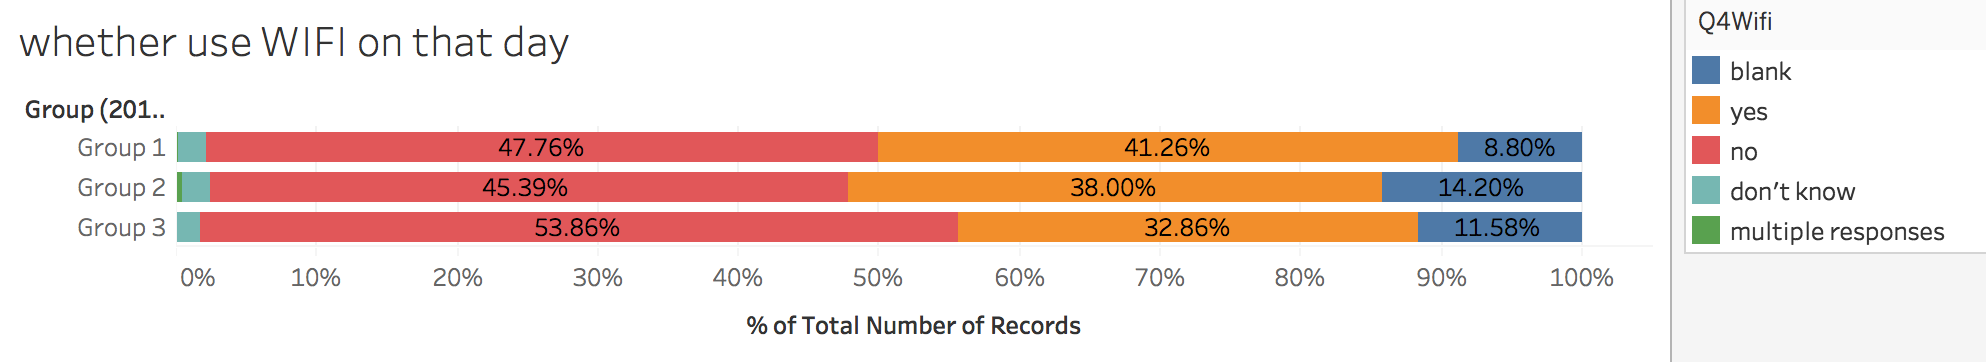 whether use WIFI on that day
Group (201..
Group 1 47.76% 41.26% 8.80%
Group 2 45.39% 38.00% 14.20%
Group 3 53.86% 32.86% 11.58%
0% 10% 20% 30% 40% 50% 60% 70% 80% 90% 100%
% of Total Number of Records
Q4Wifi
blank
yes
no
don't know
multiple responses